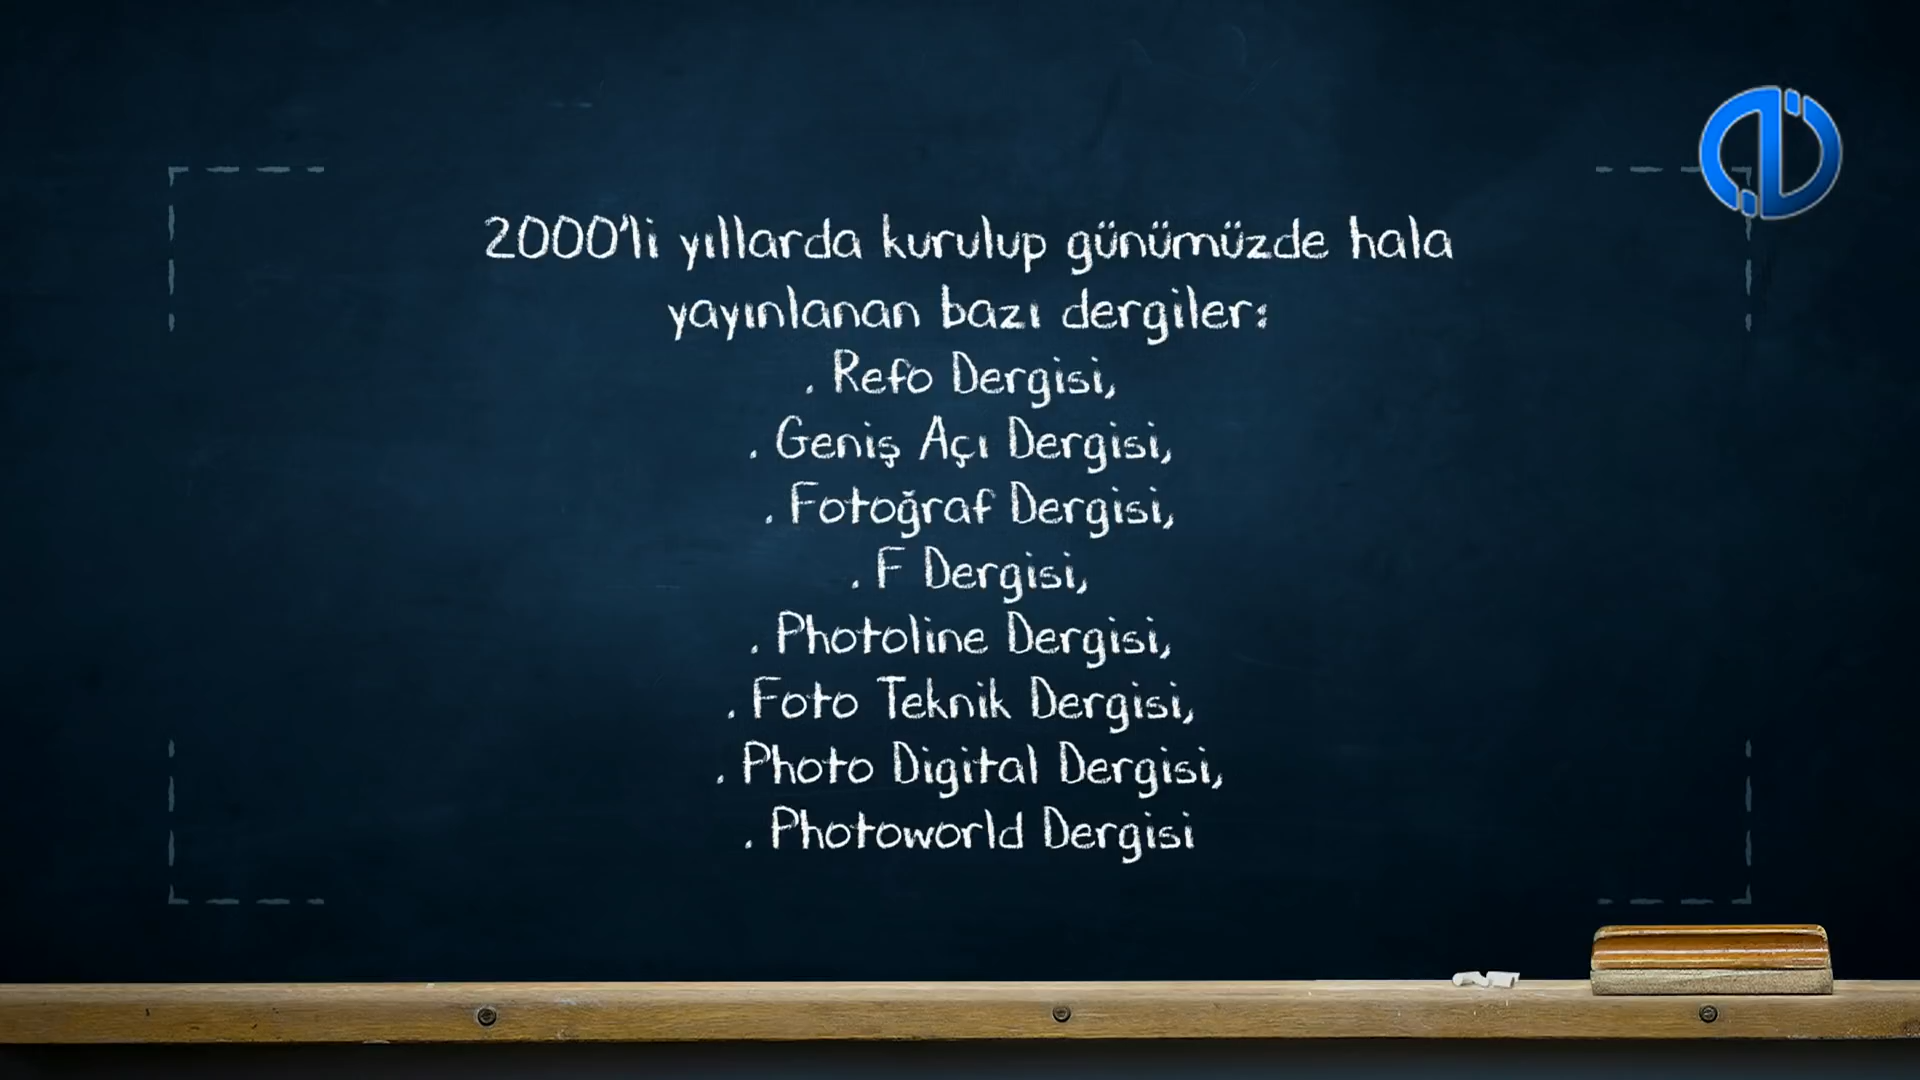 2000'li yıllarda kurulup günümüzde hala
yayınlanan bazı dergiler:
. Refo Dergisi,
. Geniş Açı Dergisi,
. Fotoğraf Dergisi,
. F Dergisi,
. Photoline Dergisi,
. Foto Teknik Dergisi,
. Photo Digital Dergisi,
. Photoworld Dergisi